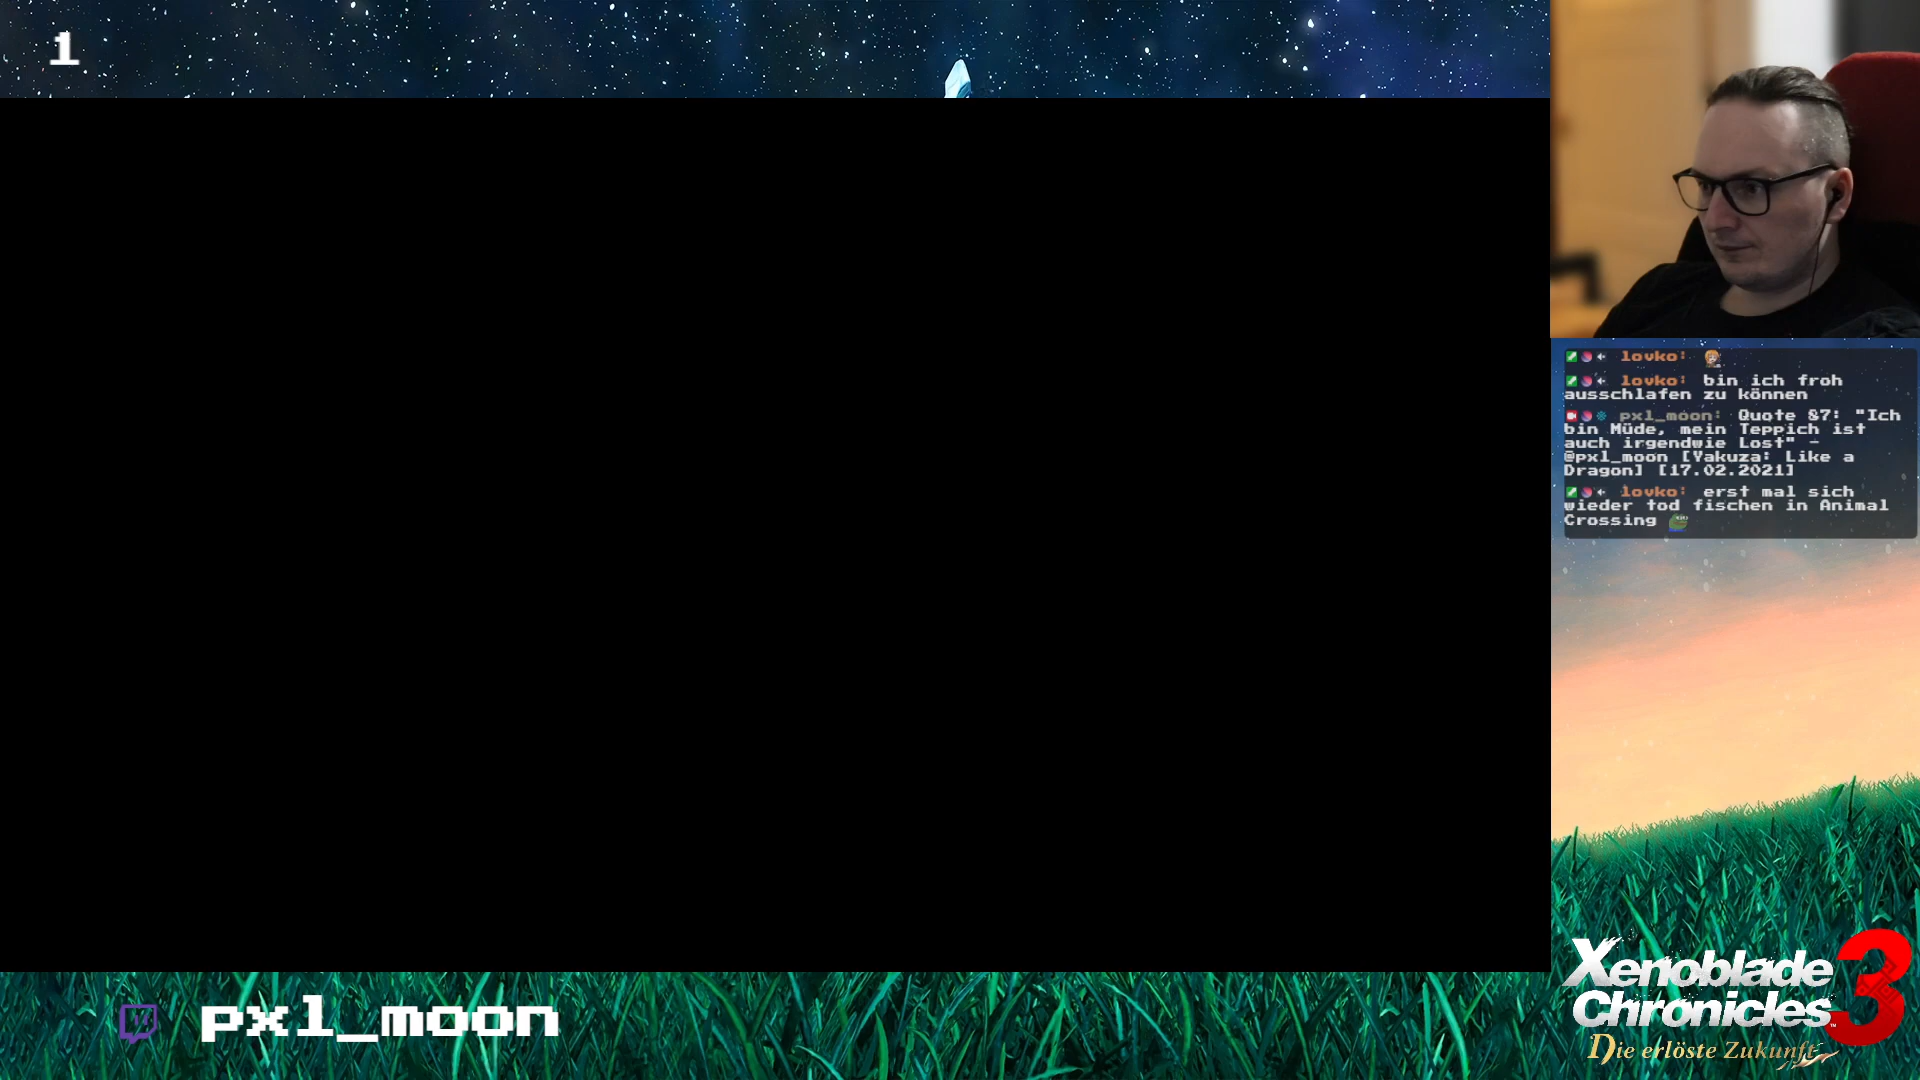 1
lovko:
lovko: bin ich froh
ausschlafen zu können
pxl_moon: Quote 87: "Ich
bin Müde, mein Teppich ist
auch irgendwie Lost" -
@pxl_moon [Yakuza: Like a
Dragon] [17.02.2021]
lovko: erst mal sich
wieder tod fischen in Animal
Crossing
Xenoblade
Chronicles 3
Die erlöste Zukunft
pxl_moon